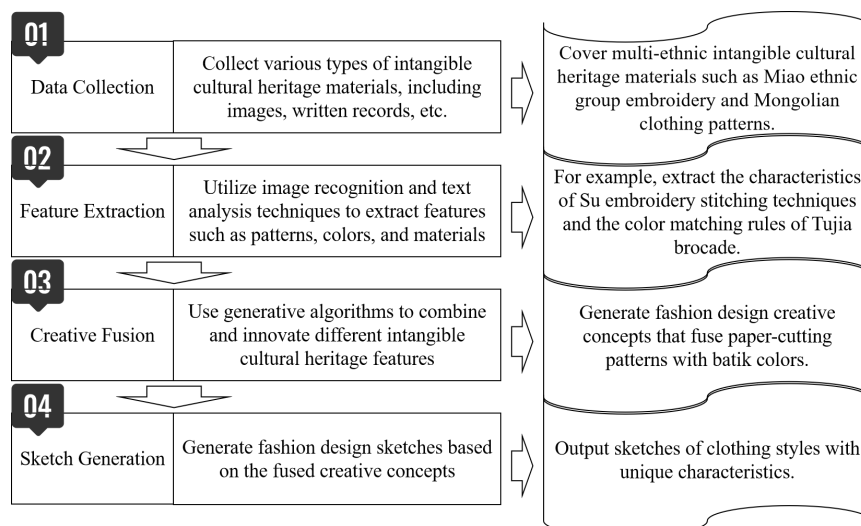 01
Data Collection
Collect various types of intangible
cultural heritage materials, including
images, written records, etc.
Cover multi-ethnic intangible cultural
heritage materials such as Miao ethnic
group embroidery and Mongolian
clothing patterns.
02
Feature Extraction
Utilize image recognition and text
analysis techniques to extract features
such as patterns, colors, and materials
For example, extract the characteristics
of Su embroidery stitching techniques
and the color matching rules of Tujia
brocade.
03
Creative Fusion
Use generative algorithms to combine
and innovate different intangible
cultural heritage features
Generate fashion design creative
concepts that fuse paper-cutting
patterns with batik colors.
04
Sketch Generation
Generate fashion design sketches based
on the fused creative concepts
Output sketches of clothing styles with
unique characteristics.